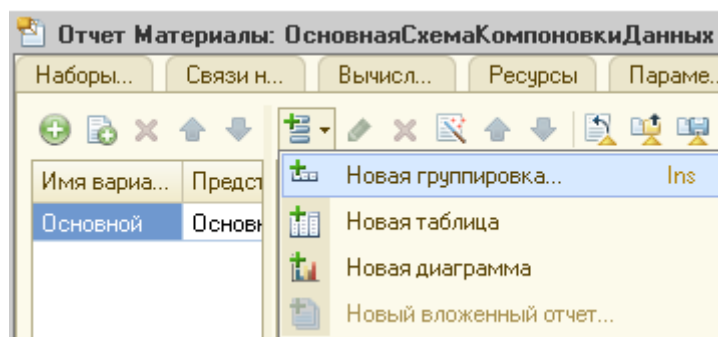 Отчет Материалы: ОсновнаяСхемаКомпоновкиДанных
Наборы... Связи н... Вычисл... Ресурсы Параме...
Имя вариа... Предст
Новая группировка... Ins
Основной Основн
Новая таблица
Новая диаграмма
Новый вложенный отчет...